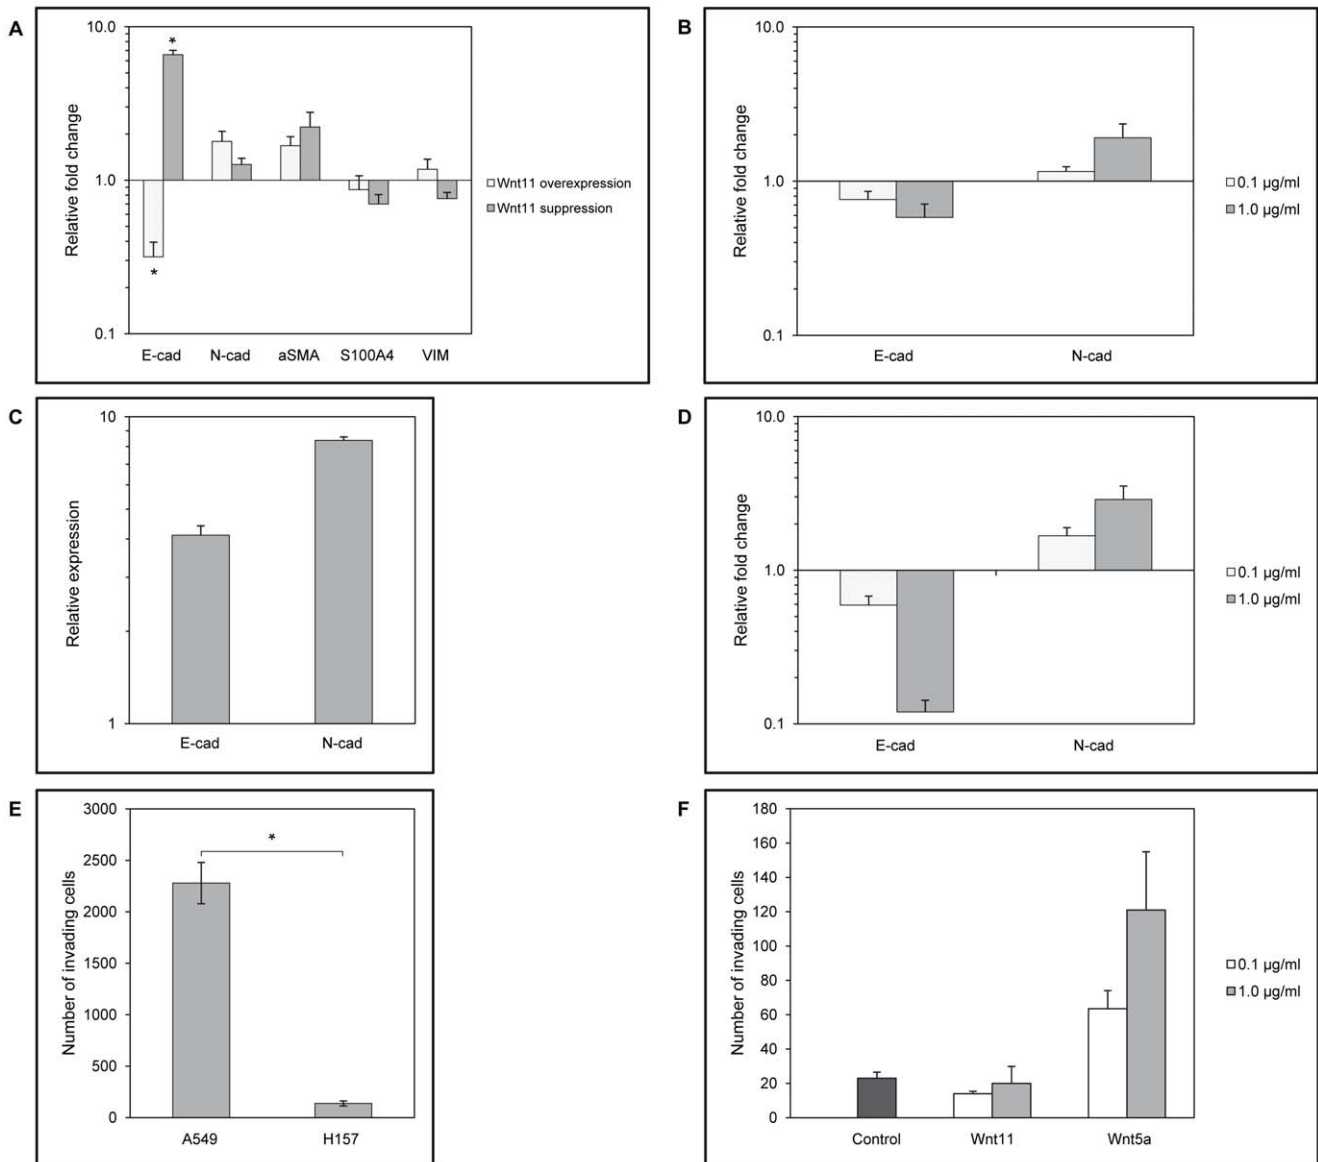 A
10.0
1.0
0.1
Relative fold change
*
*
E-cad N-cad aSMA S100A4 VIM
Wnt11 overexpression
Wnt11 suppression
B
10.0
1.0
0.1
Relative fold change
E-cad N-cad
0.1 µg/ml
1.0 µg/ml
C
10
1
Relative expression
E-cad N-cad
D
10.0
1.0
0.1
Relative fold change
E-cad N-cad
0.1 µg/ml
1.0 µg/ml
E
3000
2500
2000
1500
1000
500
0
Number of invading cells
*
A549 H157
F
180
160
140
120
100
80
60
40
20
0
Number of invading cells
Control Wnt11 Wnt5a
0.1 µg/ml
1.0 µg/ml